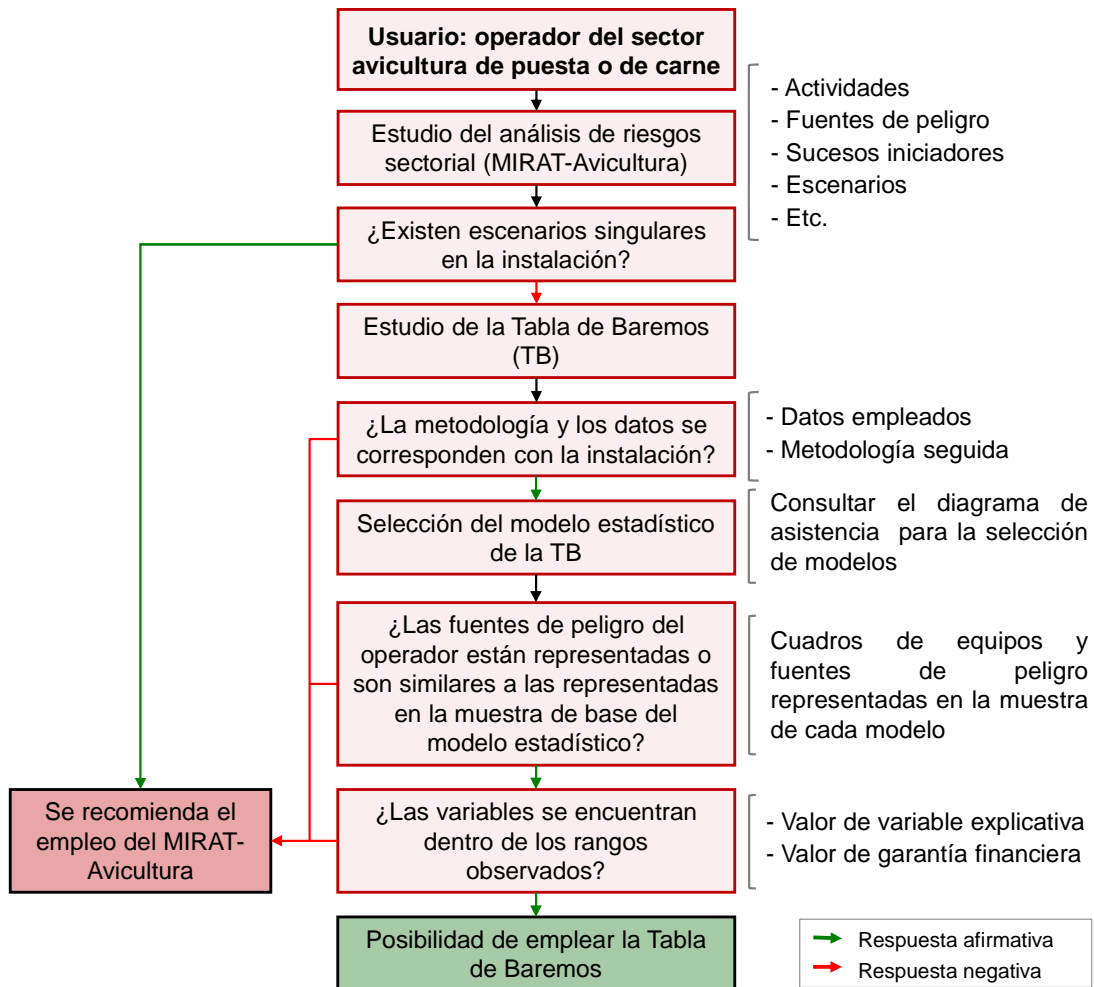 Usuario: operador del sector
avicultura de puesta o de carne
- Actividades
- Fuentes de peligro
- Sucesos iniciadores
- Escenarios
- Etc.
Estudio del análisis de riesgos
sectorial (MIRAT-Avicultura)
¿Existen escenarios singulares
en la instalación?
Estudio de la Tabla de Baremos
(TB)
¿La metodología y los datos se
corresponden con la instalación?
- Datos empleados
- Metodología seguida
Selección del modelo estadístico
de la TB
Consultar el diagrama de
asistencia para la selección
de modelos
¿Las fuentes de peligro del
operador están representadas o
son similares a las representadas
en la muestra de base del
modelo estadístico?
Cuadros de equipos y
fuentes de peligro
representadas en la muestra
de cada modelo
Se recomienda el
empleo del MIRAT-
Avicultura
¿Las variables se encuentran
dentro de los rangos
observados?
- Valor de variable explicativa
- Valor de garantía financiera
Posibilidad de emplear la Tabla
de Baremos
Respuesta afirmativa
Respuesta negativa